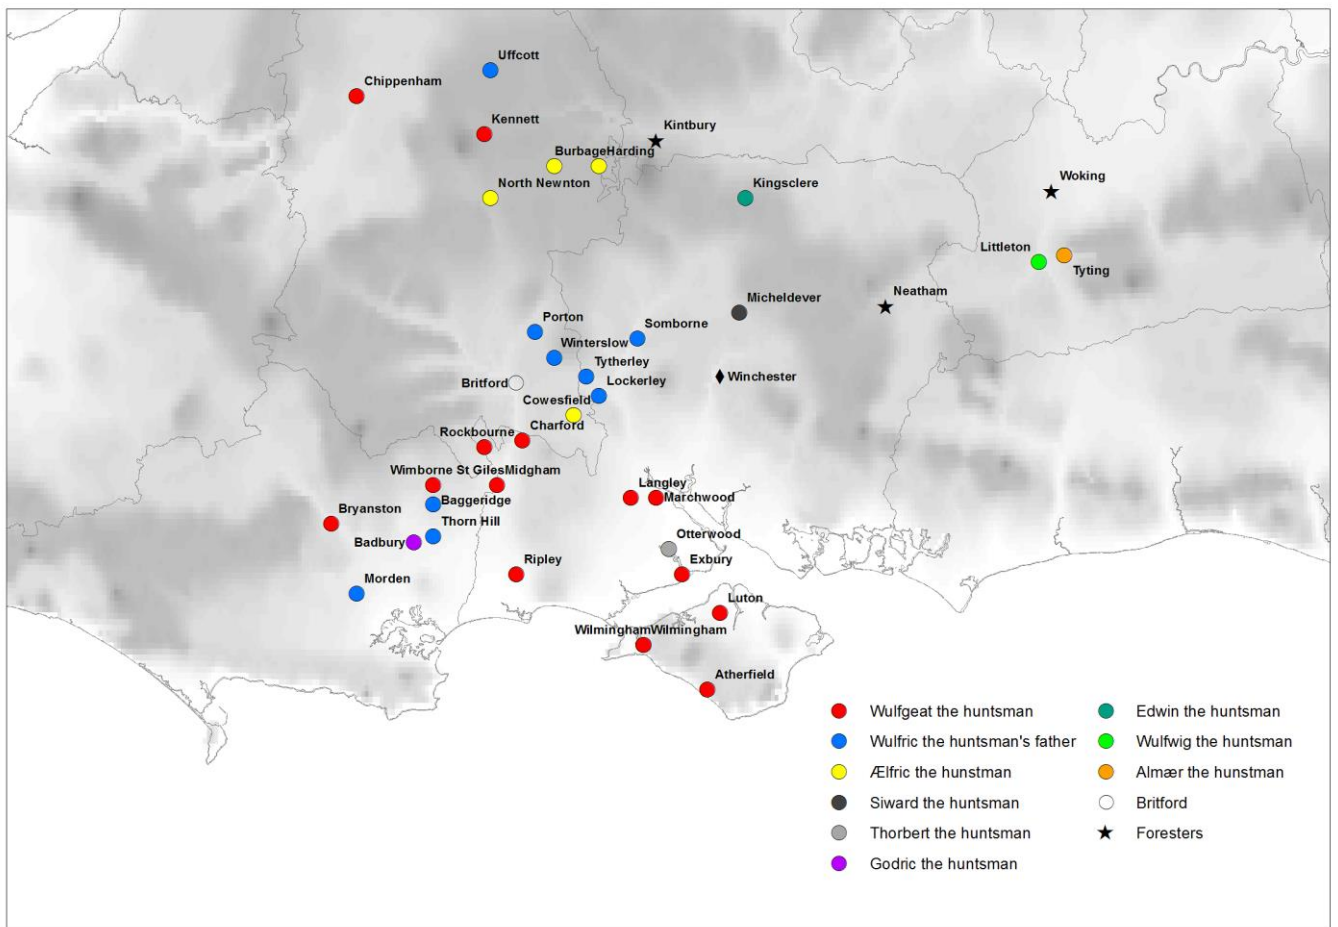 Uffcott
Chippenham
Kennett
Kintbury
BurbageHarding
North Newnton
Kingsclere
Woking
Littleton
Tyting
Neatham
Micheldever
Porton
Somborne
Winterslow
Tytherley
Winchester
Britford
Lockerley
Cowesfield
Charford
Rockbourne
Wimborne St GilesMidgham
Langley
Marchwood
Baggeridge
Bryanston
Thorn Hill
Otterwood
Badbury
Ripley
Exbury
Morden
Luton
WilminghamWilmingham
Atherfield
Wulfgeat the huntsman
Wulfric the huntsman's father
Ælfric the hunstman
Siward the huntsman
Thorbert the huntsman
Godric the huntsman
Edwin the huntsman
Wulfwig the huntsman
Almær the hunstman
Britford
Foresters